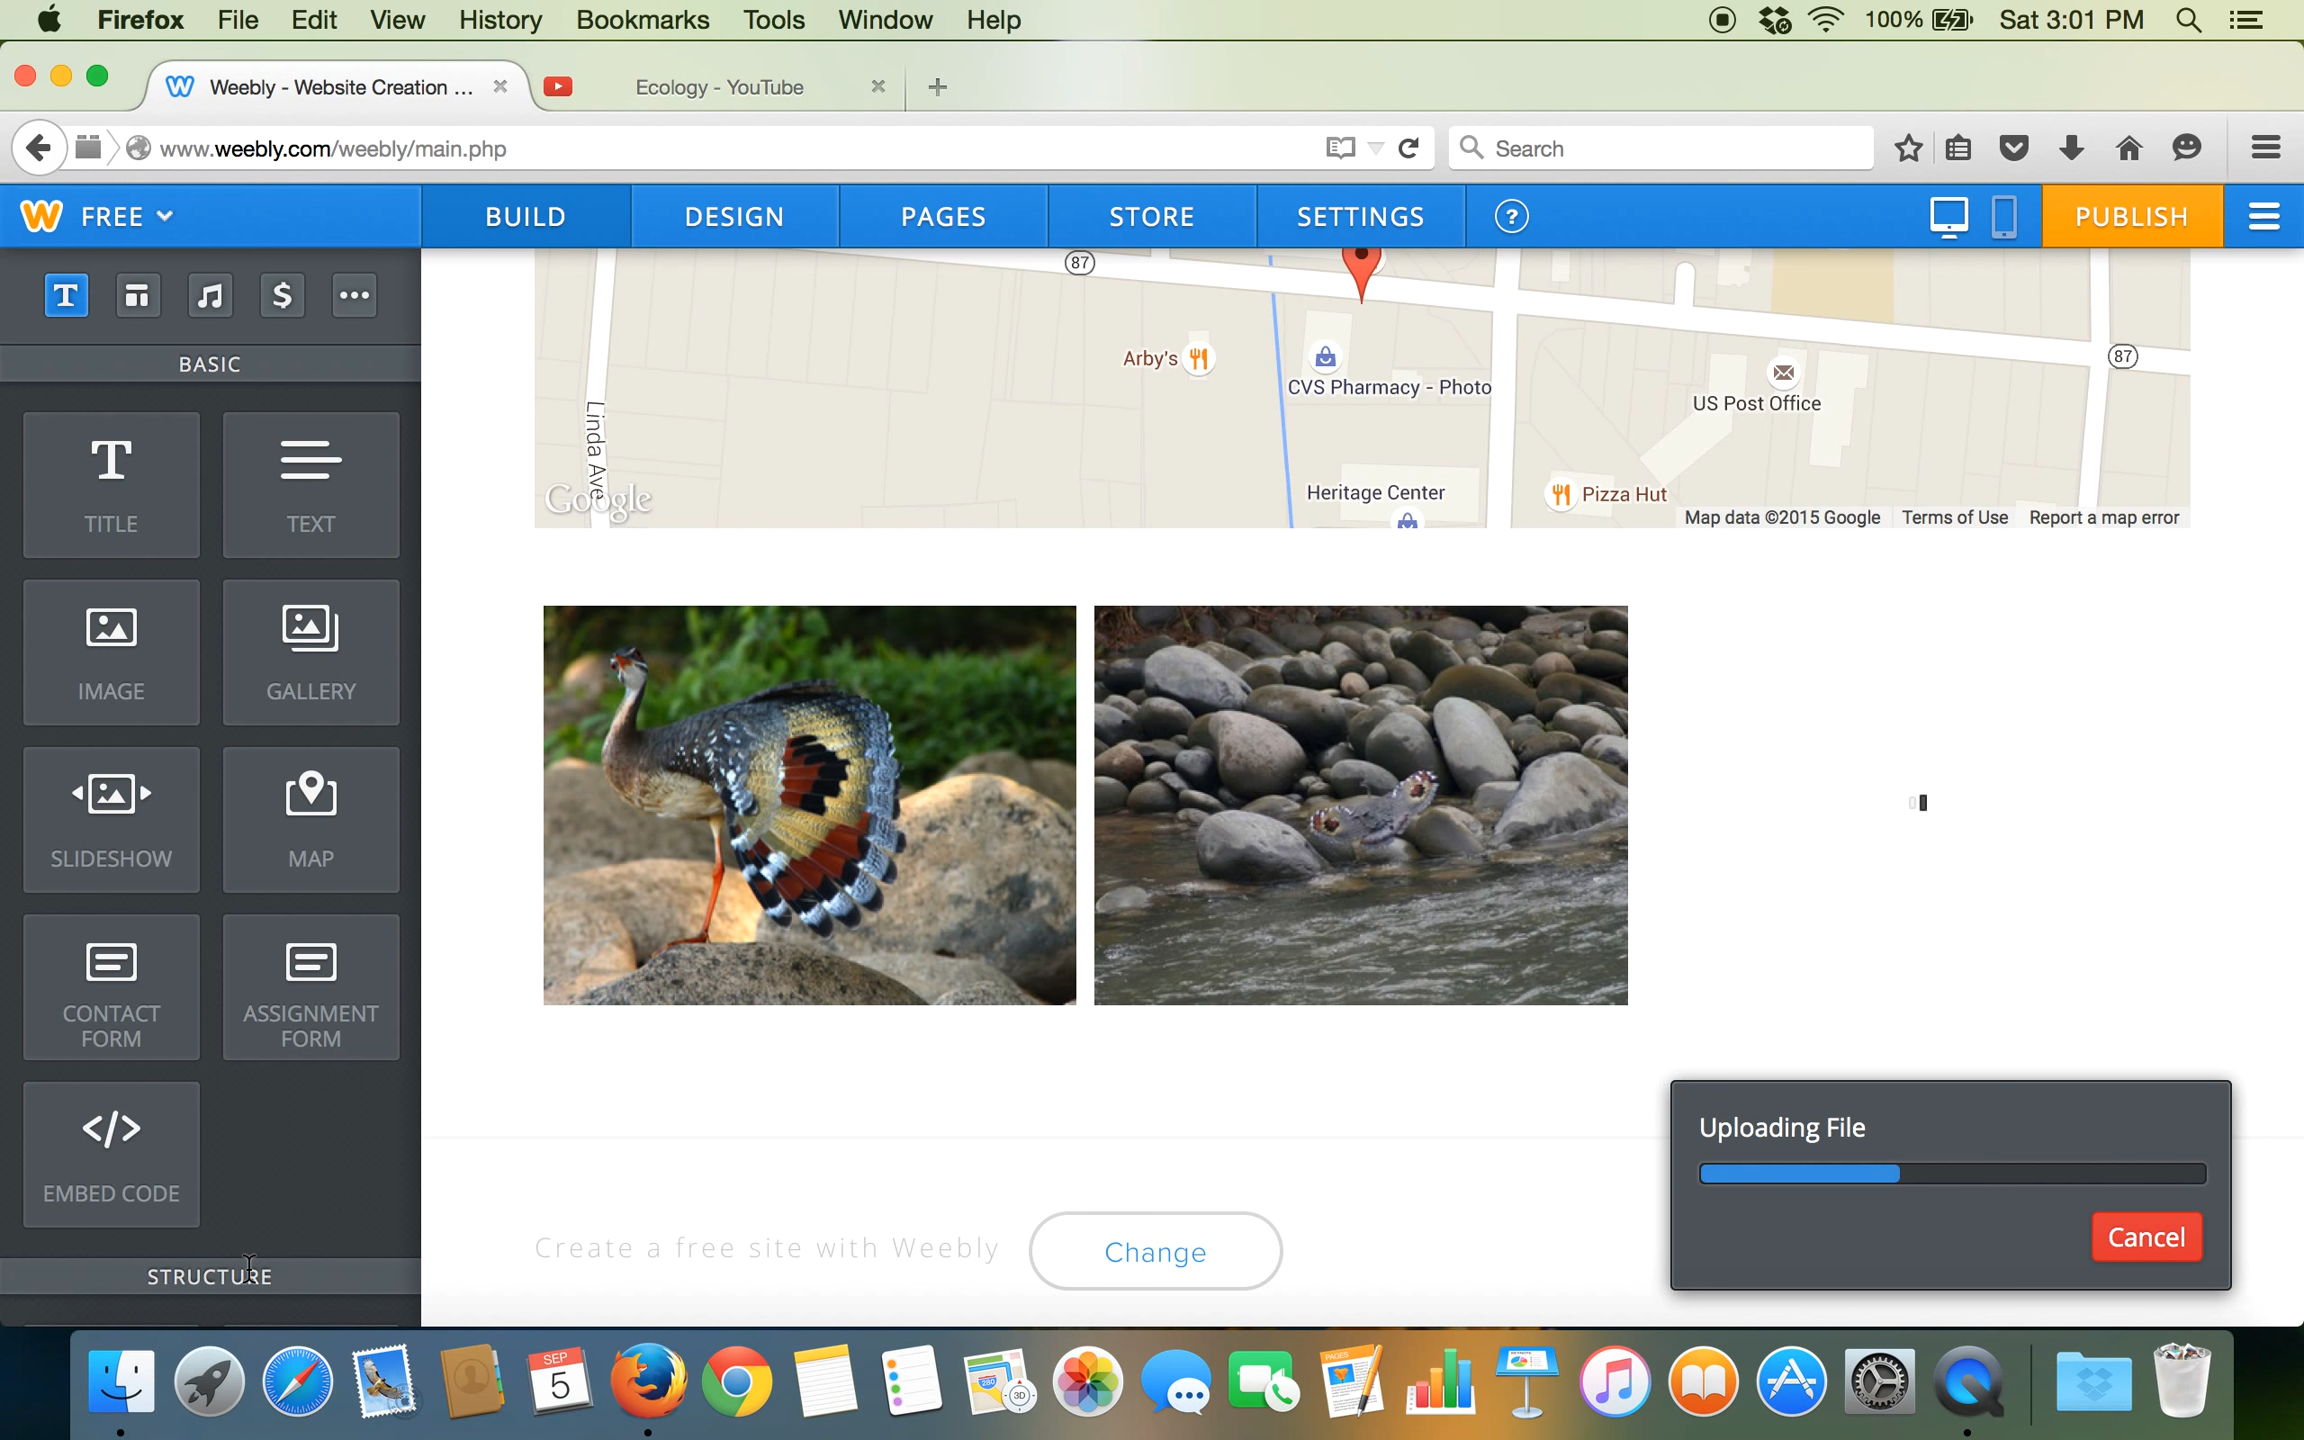 Firefox File Edit View History Bookmarks Tools Window Help 100% Sat 3:01 PM
Weebly - Website Creation ... Ecology - YouTube
www.weebly.com/weebly/main.php Search
W FREE BUILD DESIGN PAGES STORE SETTINGS ? PUBLISH
T $
BASIC
TITLE TEXT
IMAGE GALLERY
SLIDESHOW MAP
CONTACT FORM
ASSIGNMENT FORM
EMBED CODE
STRUCTURE
87
Arby's
CVS Pharmacy - Photo
87
US Post Office
Linda Ave
Heritage Center
Pizza Hut
Google
Map data ©2015 Google Terms of Use Report a map error
Uploading File
Cancel
Create a free site with Weebly Change
SEP
5
280
3D
PAGES